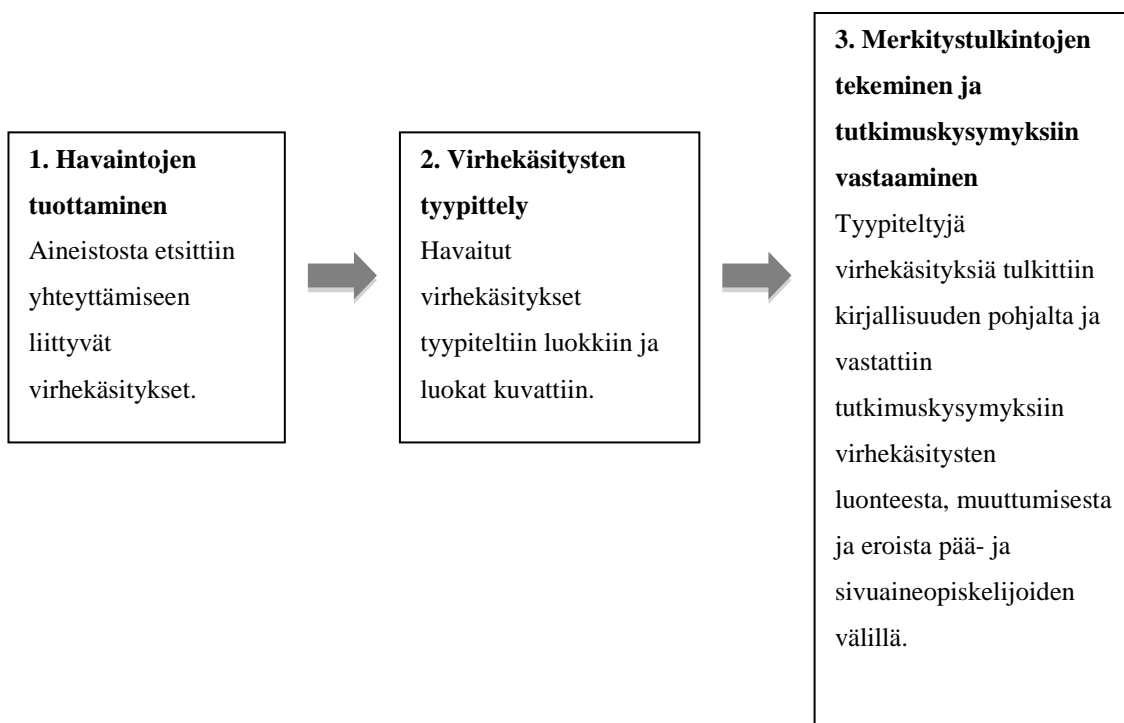 1. Havaintojen
tuottaminen
Aineistosta etsittiin
yhteyttämiseen
liittyvät
virhekäsitykset.
2. Virhekäsitysten
tyypittely
Havaitut
virhekäsitykset
tyypiteltiin luokkiin ja
luokat kuvattiin.
3. Merkitystulkintojen
tekeminen ja
tutkimuskysymyksiin
vastaaminen
Tyypiteltyjä
virhekäsityksiä tulkittiin
kirjallisuuden pohjalta ja
vastattiin
tutkimuskysymyksiin
virhekäsitysten
luonteesta, muuttumisesta
ja eroista pää- ja
sivuaineopiskelijoiden
välillä.